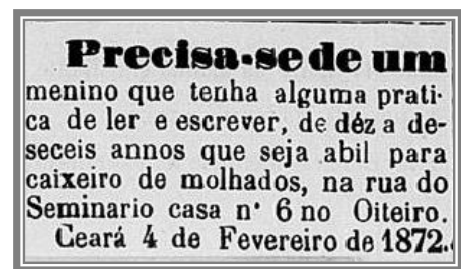 Precisa-se de um
menino que tenha alguma prati-
ca de ler e escrever, de déz a de-
seceis annos que seja abil para
caixeiro de molhados, na rua do
Seminario casa n· 6 no Oiteiro.
Ceará 4 de Fevereiro de 1872.